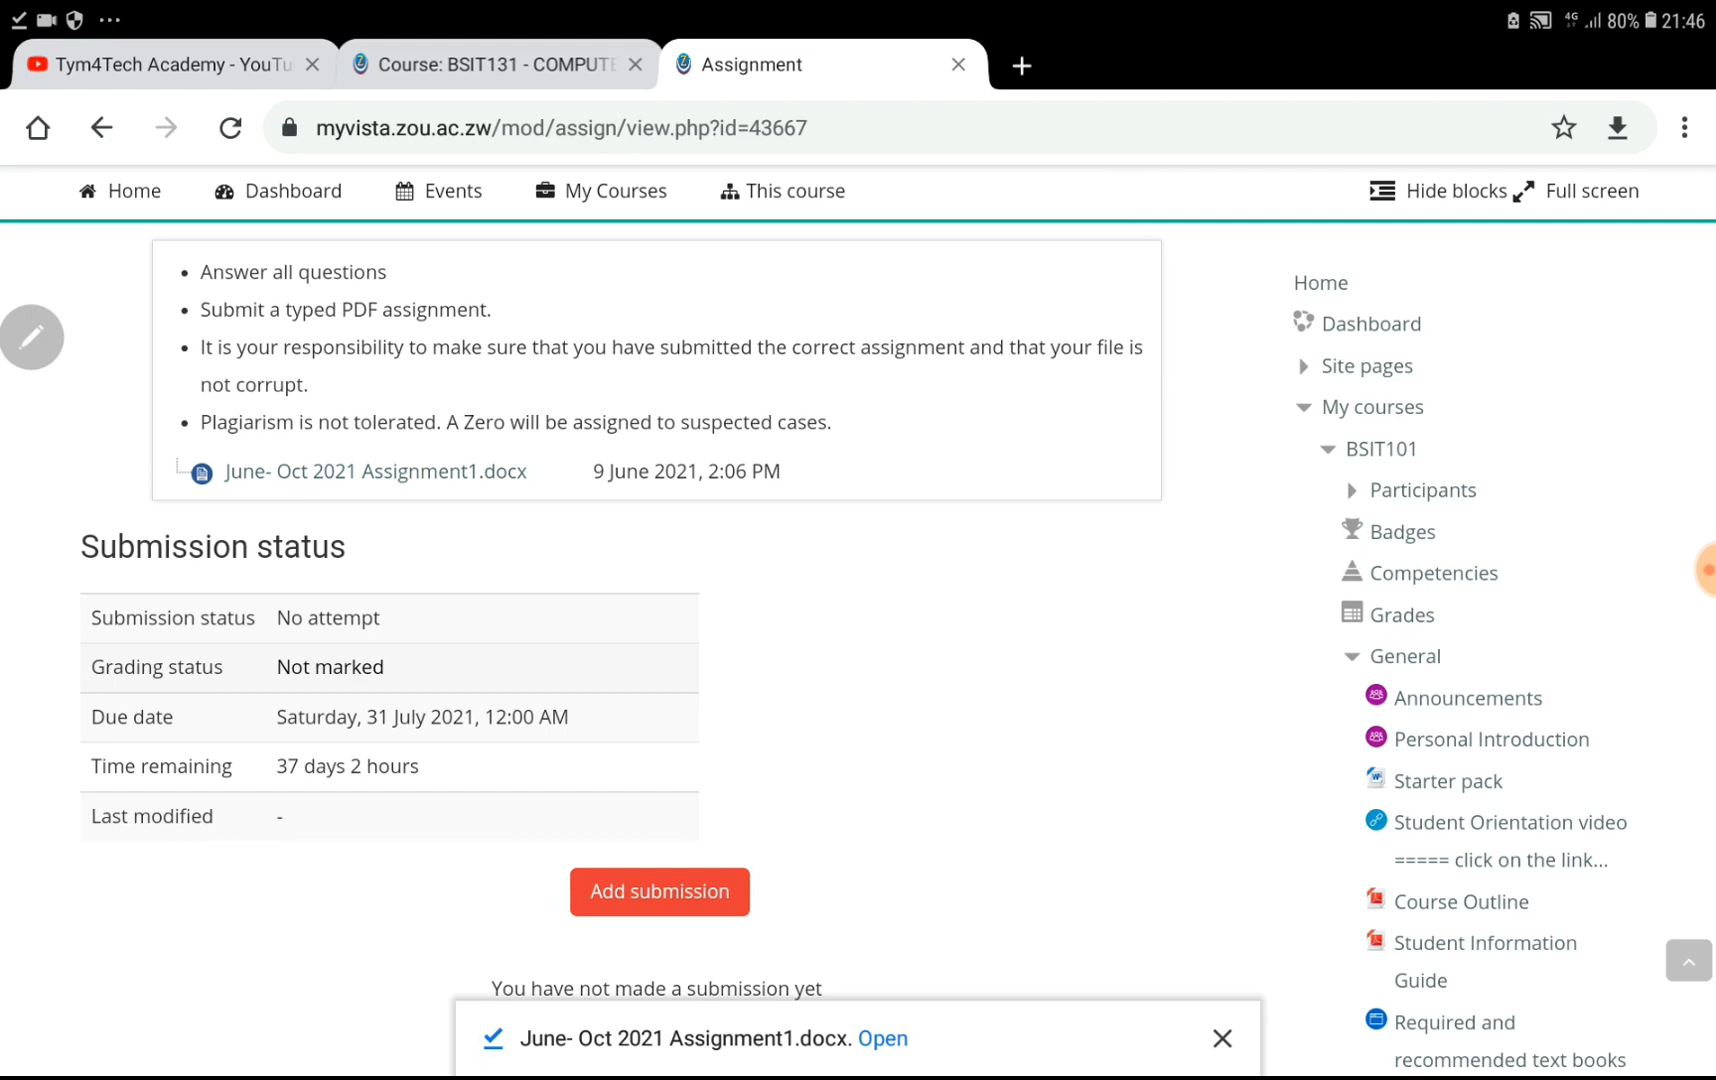 4G 80% 21:46
Tym4Tech Academy - YouTu
Course: BSIT131 - COMPUTE
Assignment
myvista.zou.ac.zw/mod/assign/view.php?id=43667
Home Dashboard Events My Courses This course Hide blocks Full screen
Answer all questions
Submit a typed PDF assignment.
It is your responsibility to make sure that you have submitted the correct assignment and that your file is
not corrupt.
Plagiarism is not tolerated. A Zero will be assigned to suspected cases.
June- Oct 2021 Assignment1.docx 9 June 2021, 2:06 PM
Submission status
Submission status No attempt
Grading status Not marked
Due date Saturday, 31 July 2021, 12:00 AM
Time remaining 37 days 2 hours
Last modified -
Add submission
You have not made a submission yet
June- Oct 2021 Assignment1.docx. Open
Home
Dashboard
Site pages
My courses
BSIT101
Participants
Badges
Competencies
Grades
General
Announcements
Personal Introduction
Starter pack
Student Orientation video
===== click on the link...
Course Outline
Student Information
Guide
Required and
recommended text books